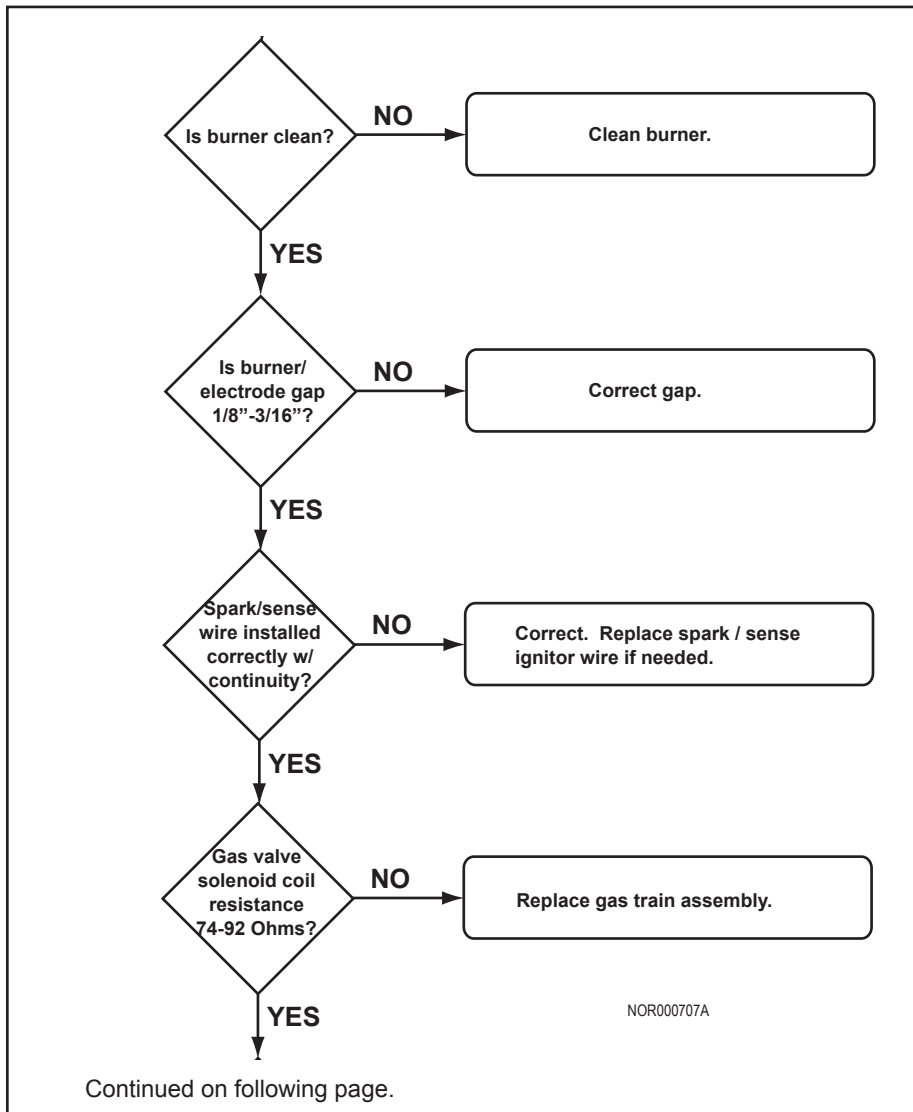 Is burner clean?
NO
Clean burner.
YES
Is burner/
electrode gap
1/8”-3/16”?
NO
Correct gap.
YES
Spark/sense
wire installed
correctly w/
continuity?
NO
Correct.  Replace spark / sense
ignitor wire if needed.
YES
Gas valve
solenoid coil
resistance
74-92 Ohms?
NO
Replace gas train assembly.
YES
NOR000707A
Continued on following page.